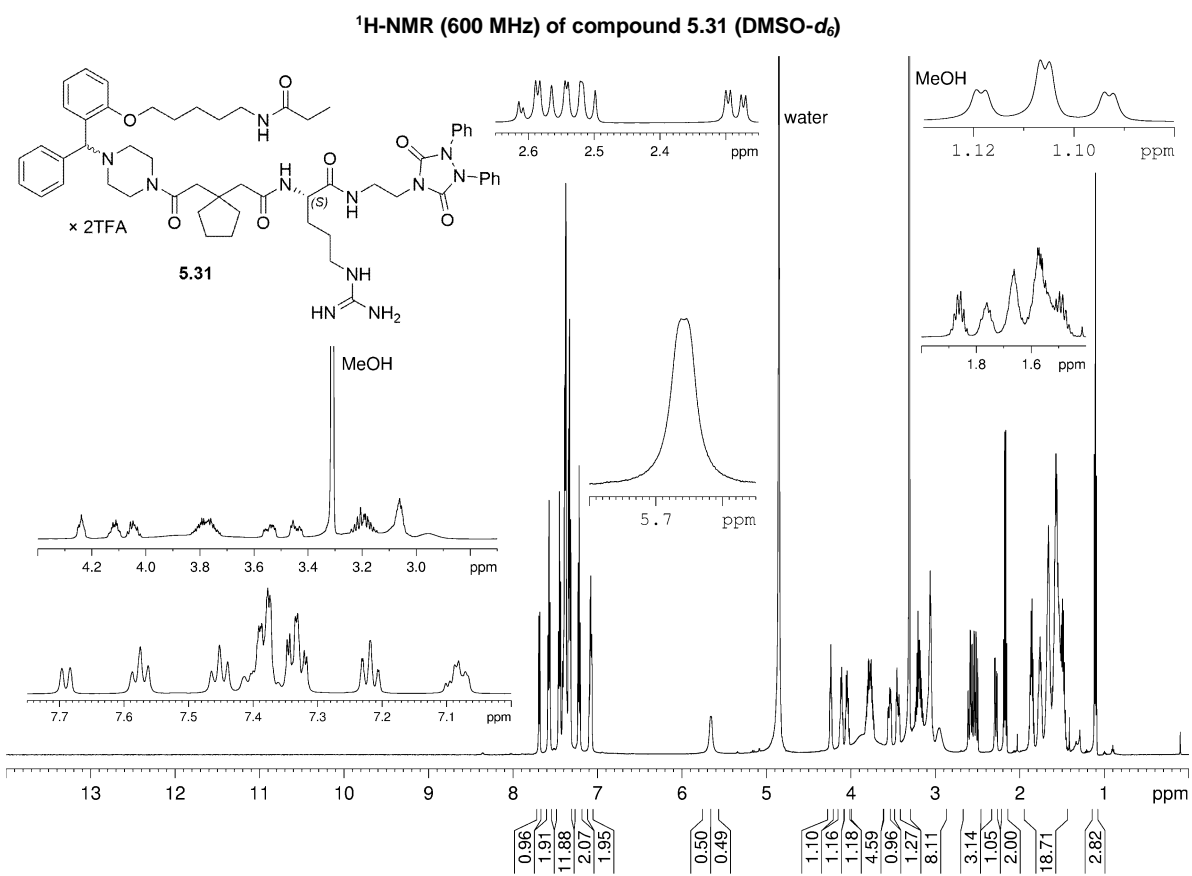 ¹H-NMR (600 MHz) of compound 5.31 (DMSO-d₆)
O
O
N
H
N
N
O
O
H
N
(S)
O
N
H
N
O
O
N
N
Ph
Ph
× 2TFA
5.31
NH
HN
NH₂
2.6 2.5 2.4 ppm
water
MeOH
1.12 1.10 ppm
1.8 1.6 ppm
MeOH
4.2 4.0 3.8 3.6 3.4 3.2 3.0 ppm
5.7 ppm
7.7 7.6 7.5 7.4 7.3 7.2 7.1 ppm
13 12 11 10 9 8 7 6 5 4 3 2 1 ppm
0.96 1.91 11.88 2.07 1.95 0.50 0.49 1.10 1.16 1.18 4.59 0.96 1.27 8.11 3.14 1.05 2.00 18.71 2.82